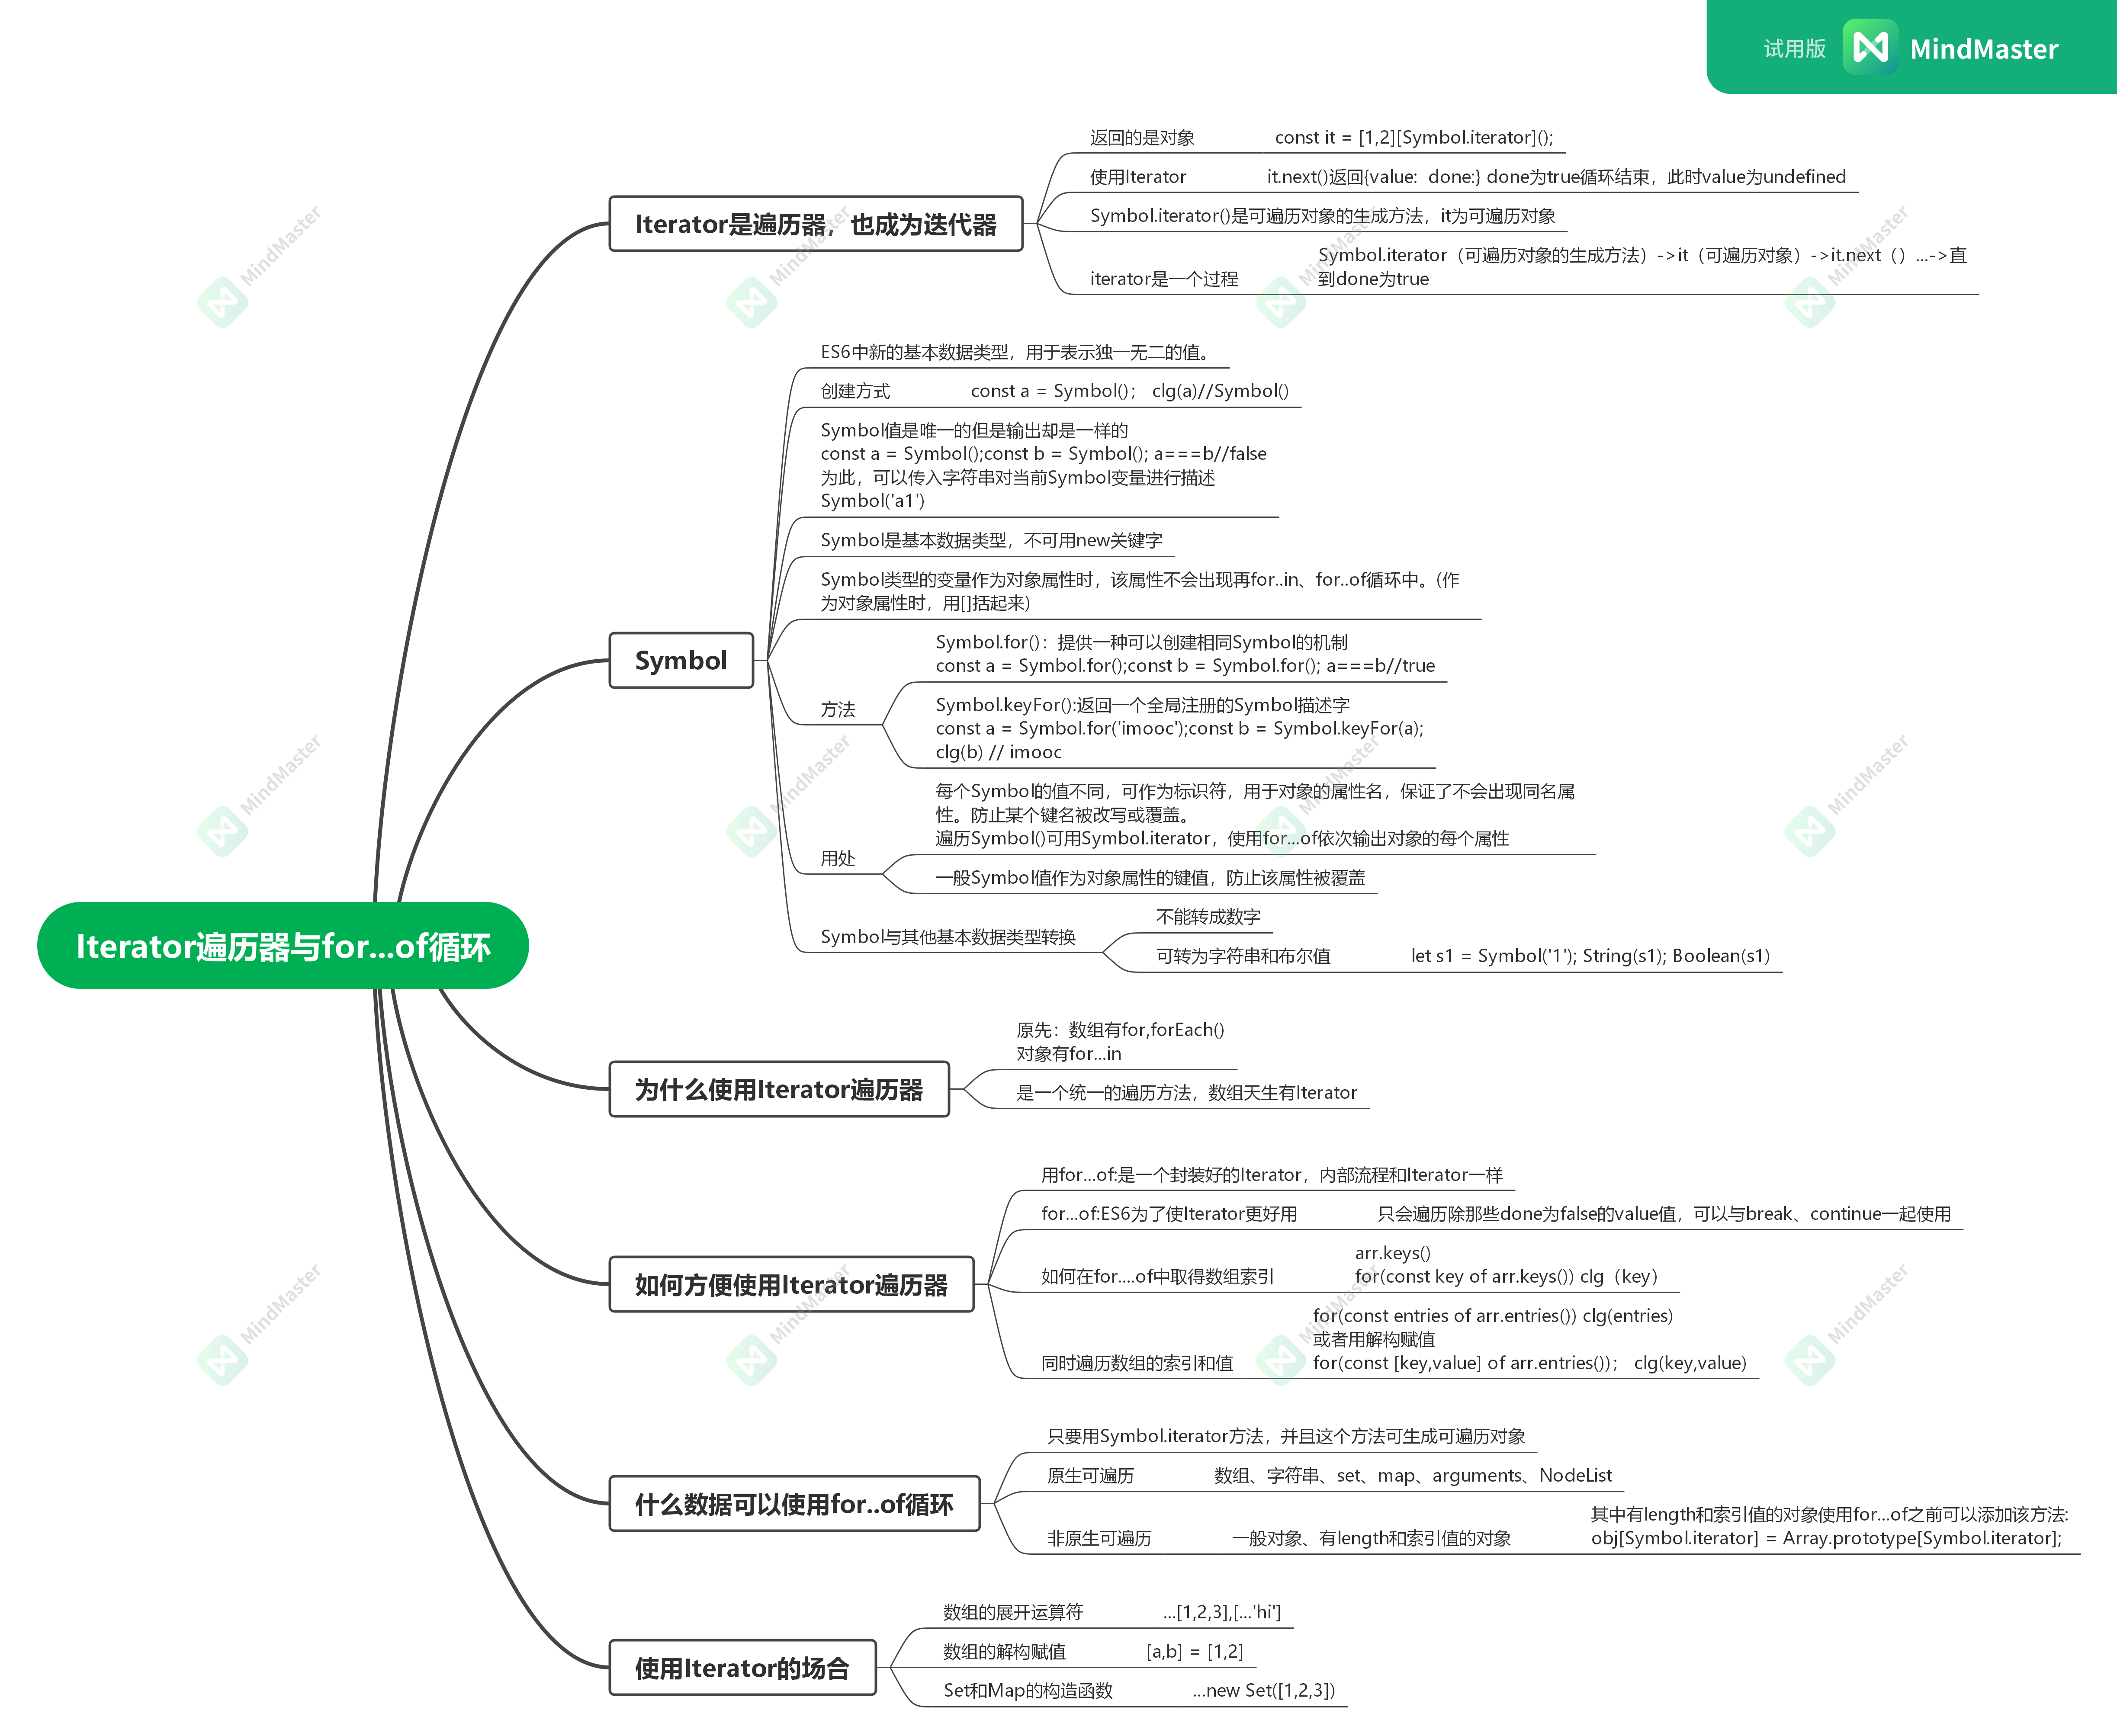 试用版 MindMaster
Iterator遍历器与for...of循环
Iterator是遍历器，也成为迭代器
返回的是对象 const it = [1,2][Symbol.iterator]();
使用Iterator it.next()返回{value:  done:} done为true循环结束，此时value为undefined
Symbol.iterator()是可遍历对象的生成方法，it为可遍历对象
iterator是一个过程
Symbol.iterator（可遍历对象的生成方法）->it（可遍历对象）->it.next（）...->直
到done为true
Symbol
ES6中新的基本数据类型，用于表示独一无二的值。
创建方式 const a = Symbol()； clg(a)//Symbol()
Symbol值是唯一的但是输出却是一样的
const a = Symbol();const b = Symbol(); a===b//false
为此，可以传入字符串对当前Symbol变量进行描述
Symbol('a1')
Symbol是基本数据类型，不可用new关键字
Symbol类型的变量作为对象属性时，该属性不会出现再for..in、for..of循环中。（作
为对象属性时，用[]括起来）
方法
Symbol.for()：提供一种可以创建相同Symbol的机制
const a = Symbol.for();const b = Symbol.for(); a===b//true
Symbol.keyFor():返回一个全局注册的Symbol描述字
const a = Symbol.for('imooc');const b = Symbol.keyFor(a);
clg(b) // imooc
用处
每个Symbol的值不同，可作为标识符，用于对象的属性名，保证了不会出现同名属
性。防止某个键名被改写或覆盖。
遍历Symbol()可用Symbol.iterator，使用for...of依次输出对象的每个属性
一般Symbol值作为对象属性的键值，防止该属性被覆盖
Symbol与其他基本数据类型转换
不能转成数字
可转为字符串和布尔值 let s1 = Symbol('1'); String(s1); Boolean(s1)
为什么使用Iterator遍历器
原先：数组有for,forEach()
对象有for...in
是一个统一的遍历方法，数组天生有Iterator
如何方便使用Iterator遍历器
用for...of:是一个封装好的Iterator，内部流程和Iterator一样
for...of:ES6为了使Iterator更好用 只会遍历除那些done为false的value值，可以与break、continue一起使用
如何在for....of中取得数组索引
arr.keys()
for(const key of arr.keys()) clg（key）
同时遍历数组的索引和值
for(const entries of arr.entries()) clg(entries)
或者用解构赋值
for(const [key,value] of arr.entries())； clg(key,value)
什么数据可以使用for..of循环
只要用Symbol.iterator方法，并且这个方法可生成可遍历对象
原生可遍历 数组、字符串、set、map、arguments、NodeList
非原生可遍历 一般对象、有length和索引值的对象
其中有length和索引值的对象使用for...of之前可以添加该方法:
obj[Symbol.iterator] = Array.prototype[Symbol.iterator];
使用Iterator的场合
数组的展开运算符 ...[1,2,3],[...'hi']
数组的解构赋值 [a,b] = [1,2]
Set和Map的构造函数 ...new Set([1,2,3])
MindMaster
MindMaster
MindMaster
MindMaster
MindMaster
MindMaster
MindMaster
MindMaster
MindMaster
MindMaster
MindMaster
MindMaster